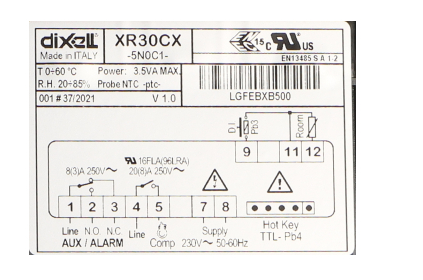 dixell
XR30CX
-5N0C1-
Made in ITALY
15 C US
EN13485 S A 1.2
T 0÷60 °C Power: 3.5VA MAX.
R.H. 20÷85% Probe NTC -ptc-
001 # 37/2021 V 1.0
LGFEBXB500
D.I.
Pb3
Room
9 11 12
8(3)A 250V~
16FLA(96LRA)
20(8)A 250V~
1 2 3 4 5 7 8
Line N.O. N.C. Line Comp
AUX / ALARM
Supply
230V~ 50-60Hz
Hot Key
TTL- Pb4